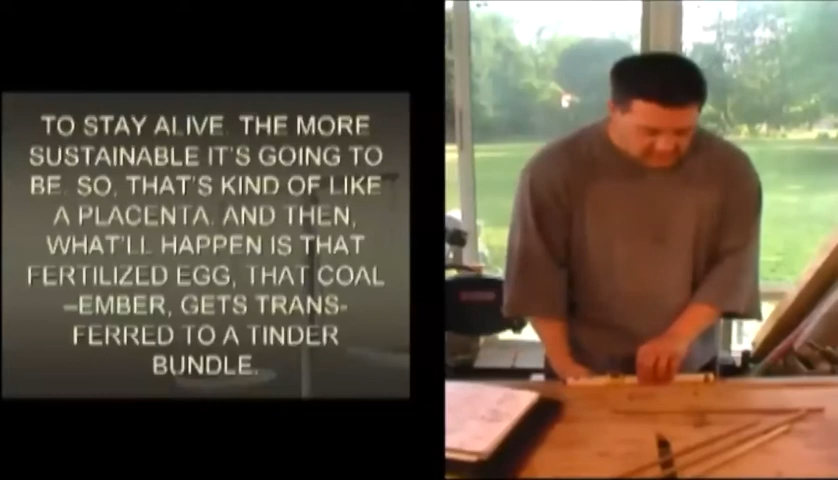 TO STAY ALIVE. THE MORE
SUSTAINABLE IT'S GOING TO
BE. SO, THAT'S KIND OF LIKE
A PLACENTA. AND THEN,
WHAT'LL HAPPEN IS THAT
FERTILIZED EGG, THAT COAL
–EMBER, GETS TRANS-
FERRED TO A TINDER
BUNDLE.